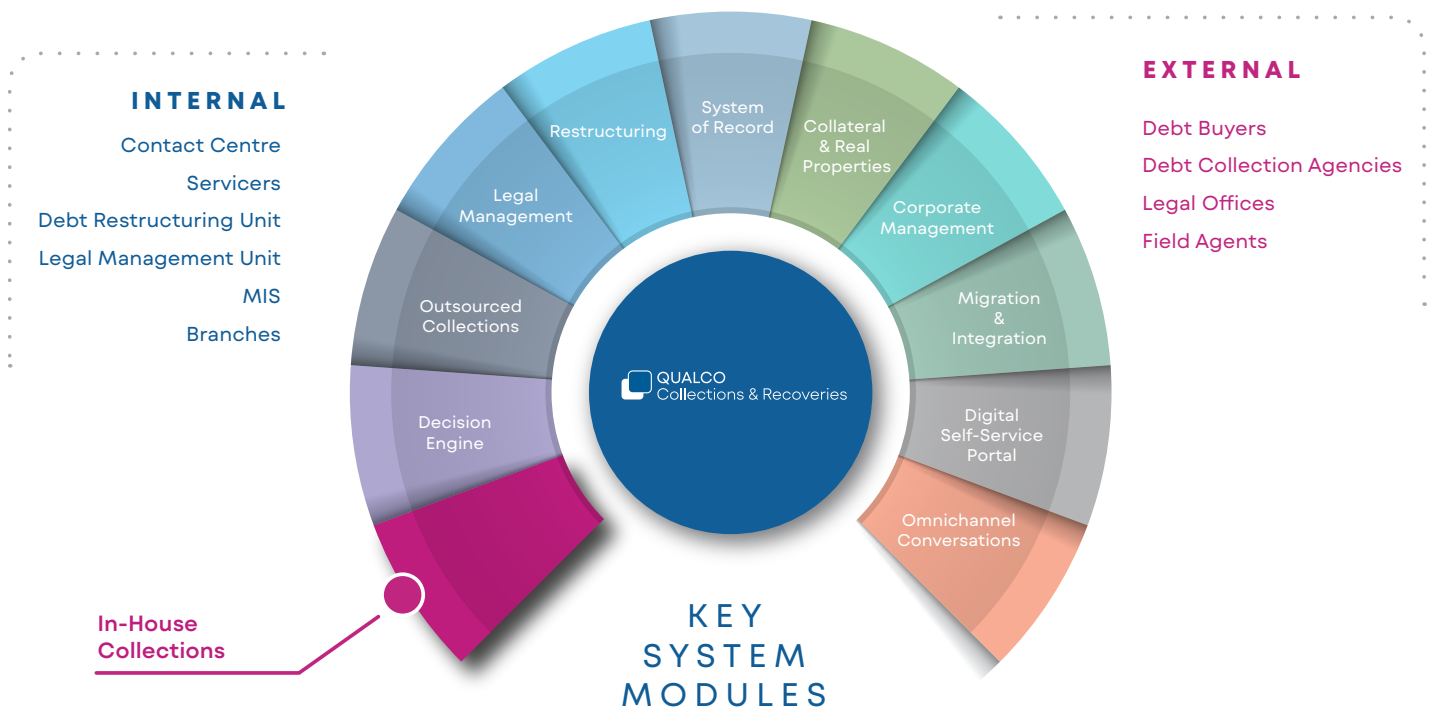 INTERNAL
Contact Centre
Servicers
Debt Restructuring Unit
Legal Management Unit
MIS
Branches
In-House
Collections
Decision
Engine
Outsourced
Collections
Legal
Management
Restructuring
System
of Record
Collateral
& Real
Properties
Corporate
Management
Migration
&
Integration
Digital
Self-Service
Portal
Omnichannel
Conversations
QUALCO
Collections & Recoveries
KEY
SYSTEM
MODULES
EXTERNAL
Debt Buyers
Debt Collection Agencies
Legal Offices
Field Agents